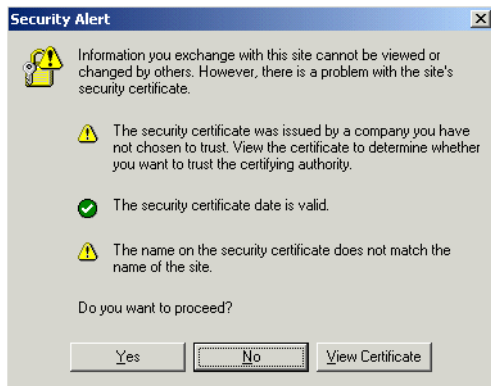 Security Alert
Information you exchange with this site cannot be viewed or
changed by others. However, there is a problem with the site's
security certificate.
The security certificate was issued by a company you have
not chosen to trust. View the certificate to determine whether
you want to trust the certifying authority.
The security certificate date is valid.
The name on the security certificate does not match the
name of the site.
Do you want to proceed?
Yes
No
View Certificate